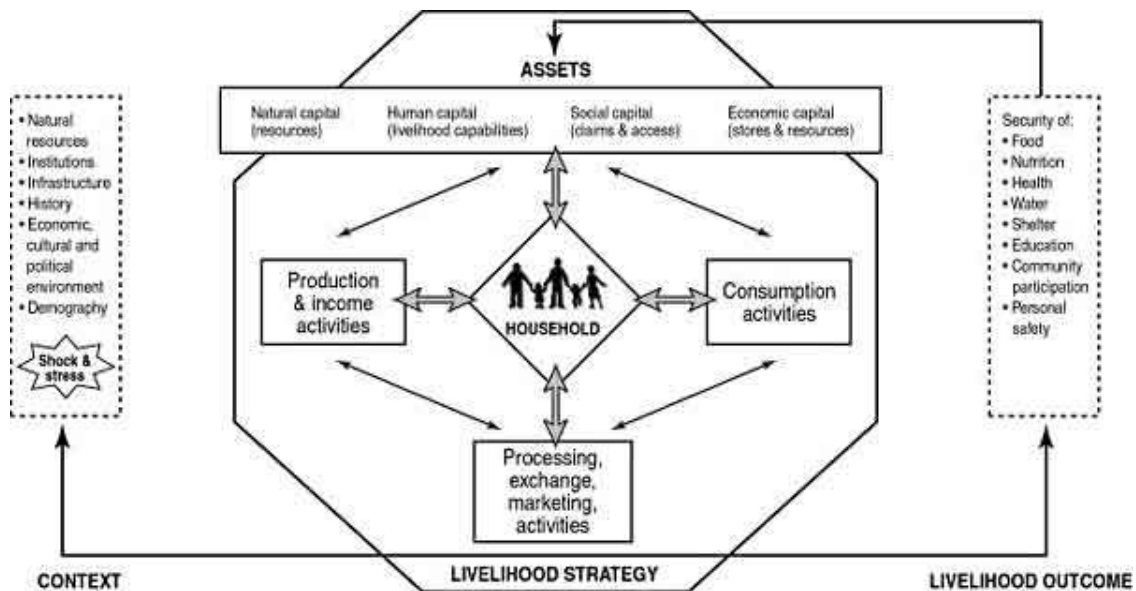 ASSETS
Natural capital
(resources)
Human capital
(livelihood capabilities)
Social capital
(claims & access)
Economic capital
(stores & resources)
• Natural
resources
• Institutions
• Infrastructure
• History
• Economic,
cultural and
political
environment
• Demography
Shock &
stress
Production
& income
activities
HOUSEHOLD
Consumption
activities
Processing,
exchange,
marketing,
activities
Security of:
• Food
• Nutrition
• Health
• Water
• Shelter
• Education
• Community
participation
• Personal
safety
CONTEXT
LIVELIHOOD STRATEGY
LIVELIHOOD OUTCOME